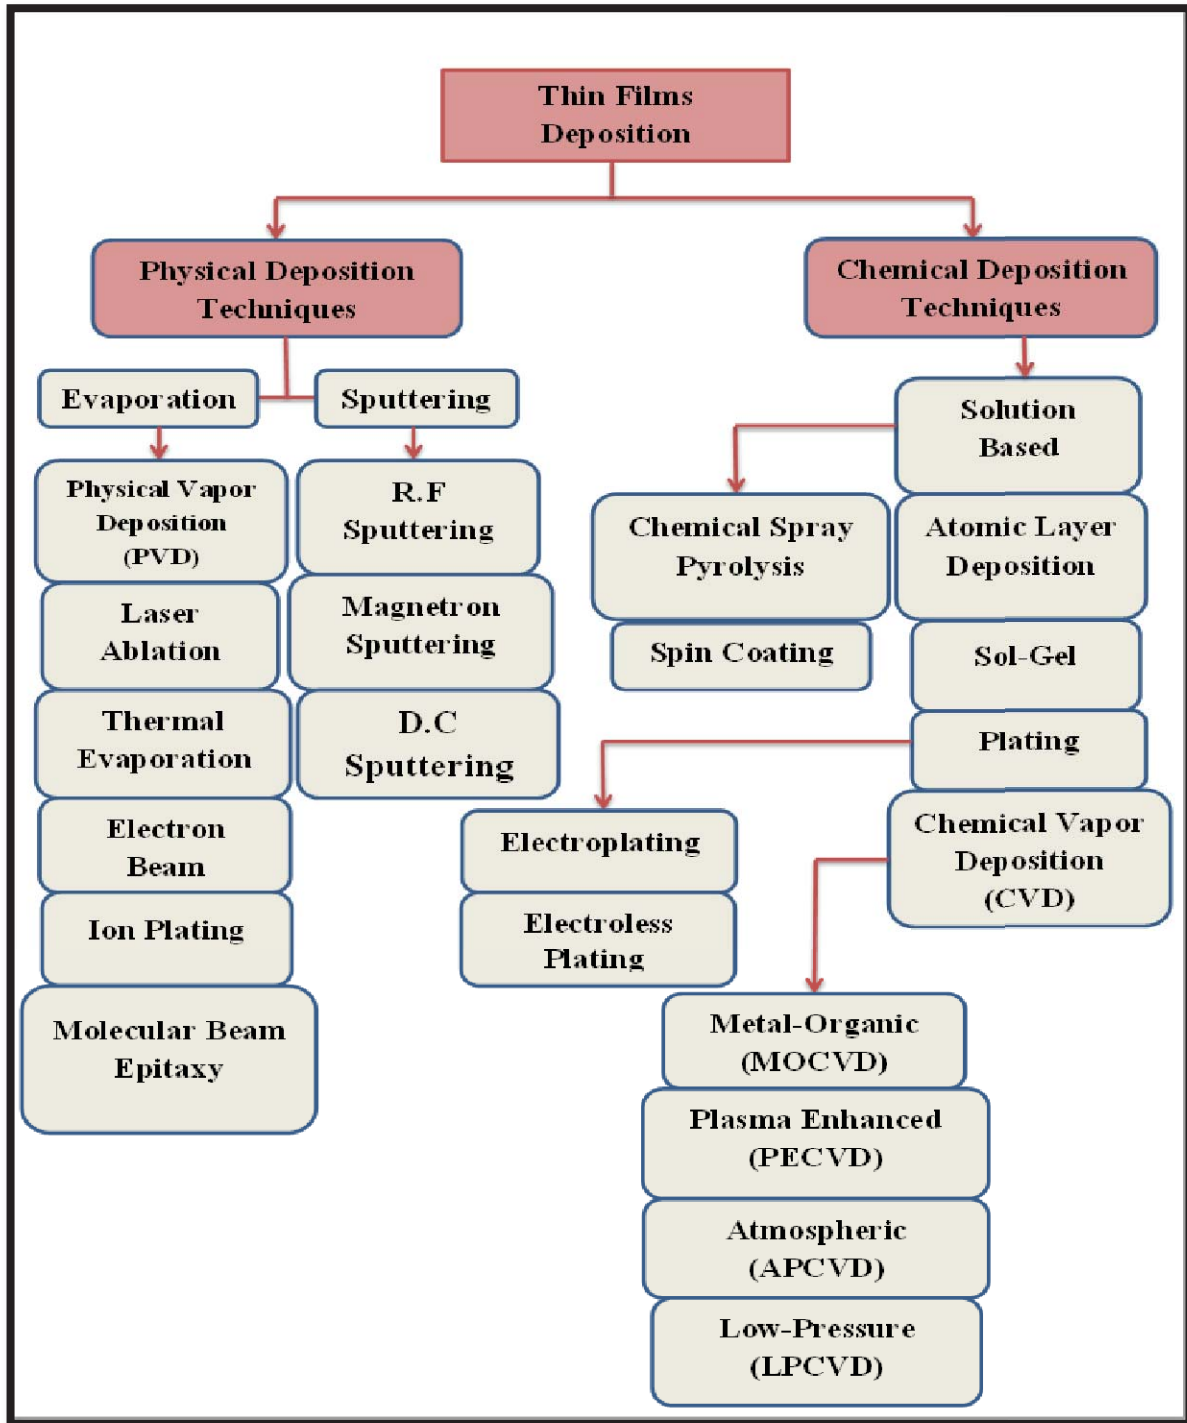 Thin Films
Deposition
Physical Deposition
Techniques
Chemical Deposition
Techniques
Evaporation
Sputtering
Physical Vapor
Deposition
(PVD)
Laser
Ablation
Thermal
Evaporation
Electron
Beam
Ion Plating
Molecular Beam
Epitaxy
R.F
Sputtering
Magnetron
Sputtering
D.C
Sputtering
Solution
Based
Atomic Layer
Deposition
Sol-Gel
Plating
Chemical Vapor
Deposition
(CVD)
Chemical Spray
Pyrolysis
Spin Coating
Electroplating
Electroless
Plating
Metal-Organic
(MOCVD)
Plasma Enhanced
(PECVD)
Atmospheric
(APCVD)
Low-Pressure
(LPCVD)